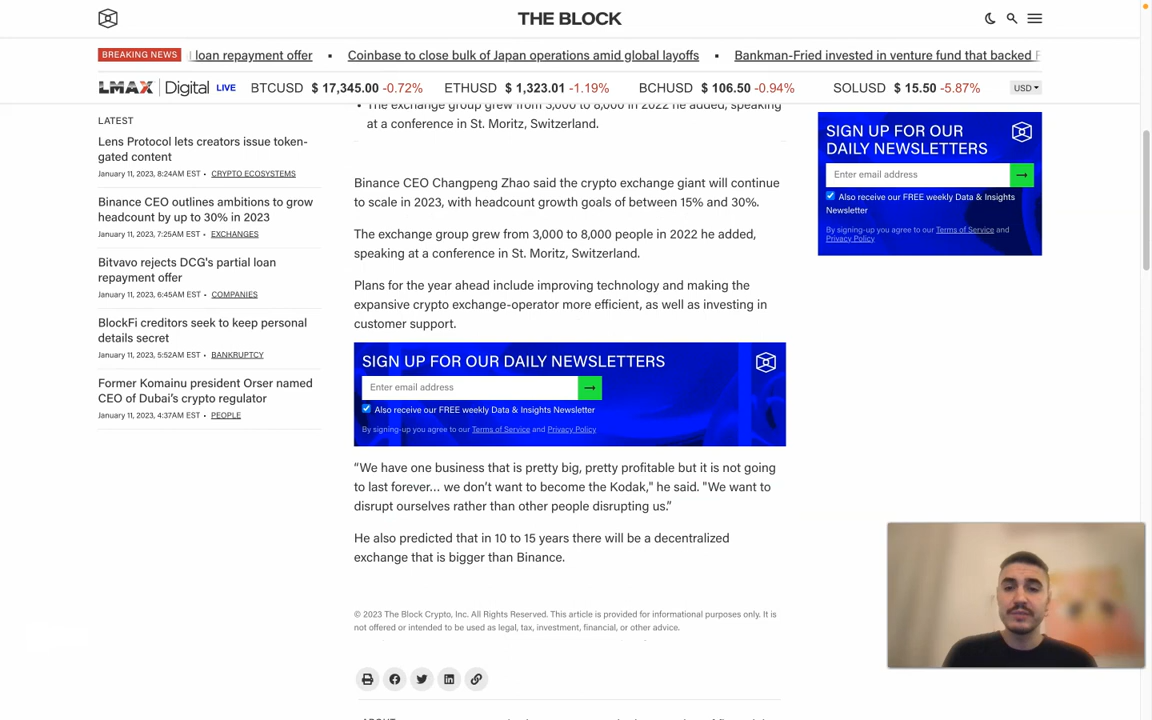 THE BLOCK
BREAKING NEWS
loan repayment offer ▪ Coinbase to close bulk of Japan operations amid global layoffs ▪ Bankman-Fried invested in venture fund that backed
LMAX Digital LIVE BTCUSD $ 17,345.00 -0.72% ETHUSD $ 1,323.01 -1.19% BCHUSD $ 106.50 -0.94% SOLUSD $ 15.50 -5.87% USD
LATEST
Lens Protocol lets creators issue token-
gated content
January 11, 2023, 8:24AM EST • CRYPTO ECOSYSTEMS
Binance CEO outlines ambitions to grow
headcount by up to 30% in 2023
January 11, 2023, 7:25AM EST • EXCHANGES
Bitvavo rejects DCG's partial loan
repayment offer
January 11, 2023, 6:45AM EST • COMPANIES
BlockFi creditors seek to keep personal
details secret
January 11, 2023, 5:52AM EST • BANKRUPTCY
Former Komainu president Orser named
CEO of Dubai's crypto regulator
January 11, 2023, 4:37AM EST • PEOPLE
• The exchange group grew from 3,000 to 8,000 in 2022 he added, speaking
at a conference in St. Moritz, Switzerland.
Binance CEO Changpeng Zhao said the crypto exchange giant will continue
to scale in 2023, with headcount growth goals of between 15% and 30%.
The exchange group grew from 3,000 to 8,000 people in 2022 he added,
speaking at a conference in St. Moritz, Switzerland.
Plans for the year ahead include improving technology and making the
expansive crypto exchange-operator more efficient, as well as investing in
customer support.
SIGN UP FOR OUR DAILY NEWSLETTERS
Enter email address →
Also receive our FREE weekly Data & Insights Newsletter
By signing-up you agree to our Terms of Service and Privacy Policy
“We have one business that is pretty big, pretty profitable but it is not going
to last forever… we don’t want to become the Kodak," he said. "We want to
disrupt ourselves rather than other people disrupting us.”
He also predicted that in 10 to 15 years there will be a decentralized
exchange that is bigger than Binance.
© 2023 The Block Crypto, Inc. All Rights Reserved. This article is provided for informational purposes only. It is
not offered or intended to be used as legal, tax, investment, financial, or other advice.
SIGN UP FOR OUR
DAILY NEWSLETTERS
Enter email address →
Also receive our FREE weekly Data & Insights
Newsletter
By signing-up you agree to our Terms of Service and
Privacy Policy